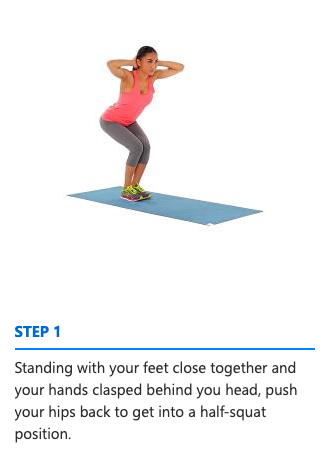 STEP 1
Standing with your feet close together and
your hands clasped behind you head, push
your hips back to get into a half-squat
position.